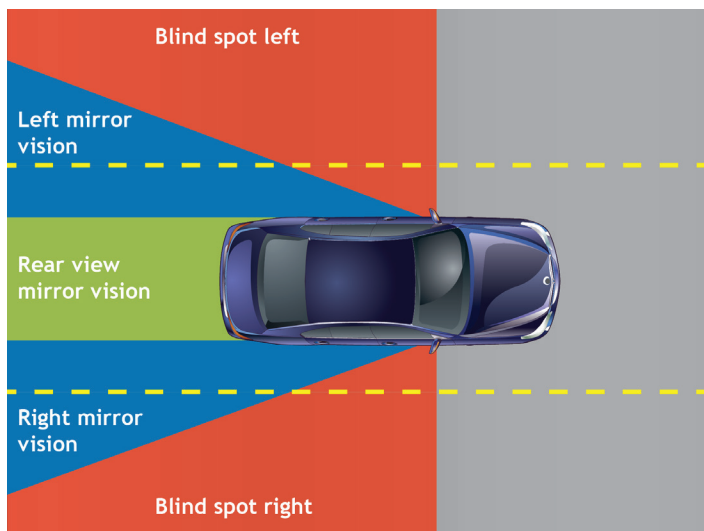 Blind spot left
Left mirror
vision
Rear view
mirror vision
Right mirror
vision
Blind spot right